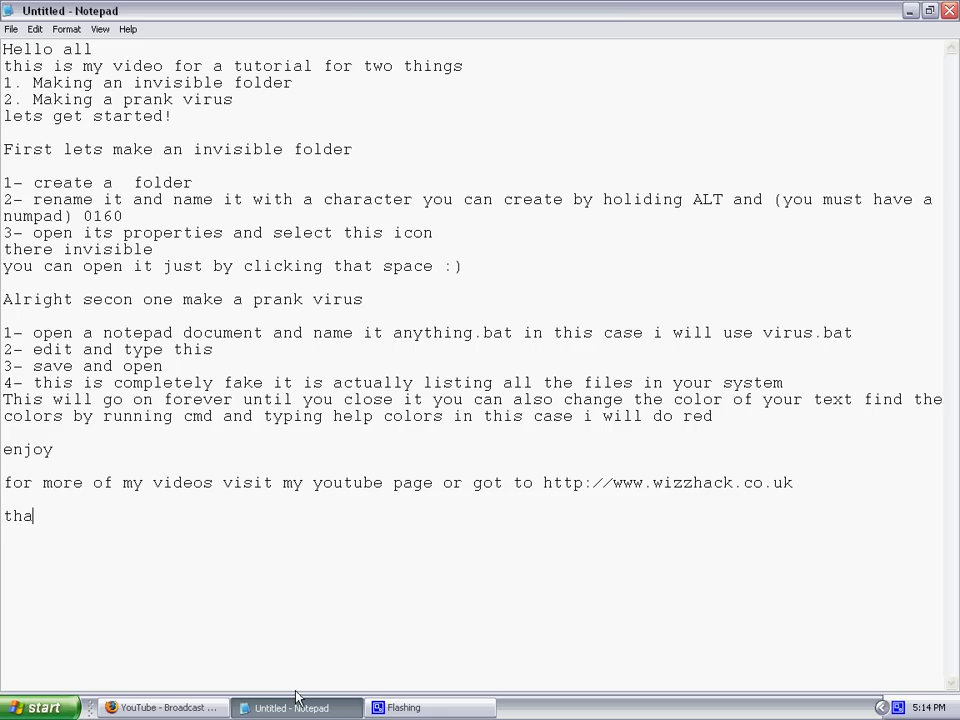 Untitled - Notepad
File Edit Format View Help
Hello all
this is my video for a tutorial for two things
1. Making an invisible folder
2. Making a prank virus
lets get started!
First lets make an invisible folder
1- create a  folder
2- rename it and name it with a character you can create by holiding ALT and (you must have a
numpad) 0160
3- open its properties and select this icon
there invisible
you can open it just by clicking that space :)
Alright secon one make a prank virus
1- open a notepad document and name it anything.bat in this case i will use virus.bat
2- edit and type this
3- save and open
4- this is completely fake it is actually listing all the files in your system
This will go on forever until you close it you can also change the color of your text find the
colors by running cmd and typing help colors in this case i will do red
enjoy
for more of my videos visit my youtube page or got to http://www.wizzhack.co.uk
tha
start YouTube - Broadcast ... Untitled - Notepad Flashing 5:14 PM